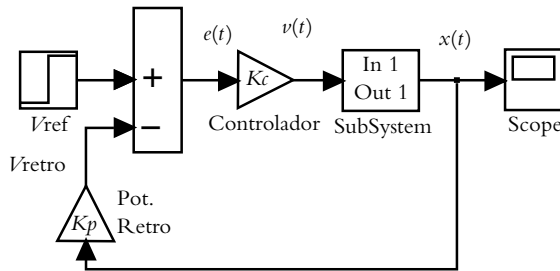 e(t)
v(t)
x(t)
+
Kc
In 1
Out 1
−
Vref
Controlador
SubSystem
Scope
Vretro
Pot.
Retro
Kp